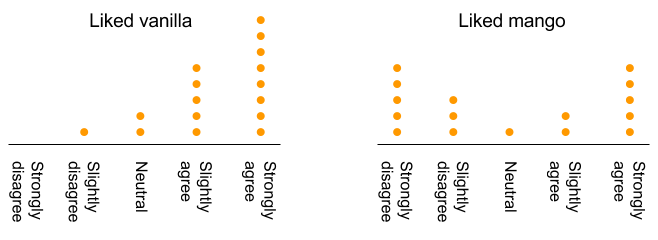 Liked vanilla
Strongly
disagree
Slightly
disagree
Neutral
Slightly
agree
Strongly
agree
Liked mango
Strongly
disagree
Slightly
disagree
Neutral
Slightly
agree
Strongly
agree